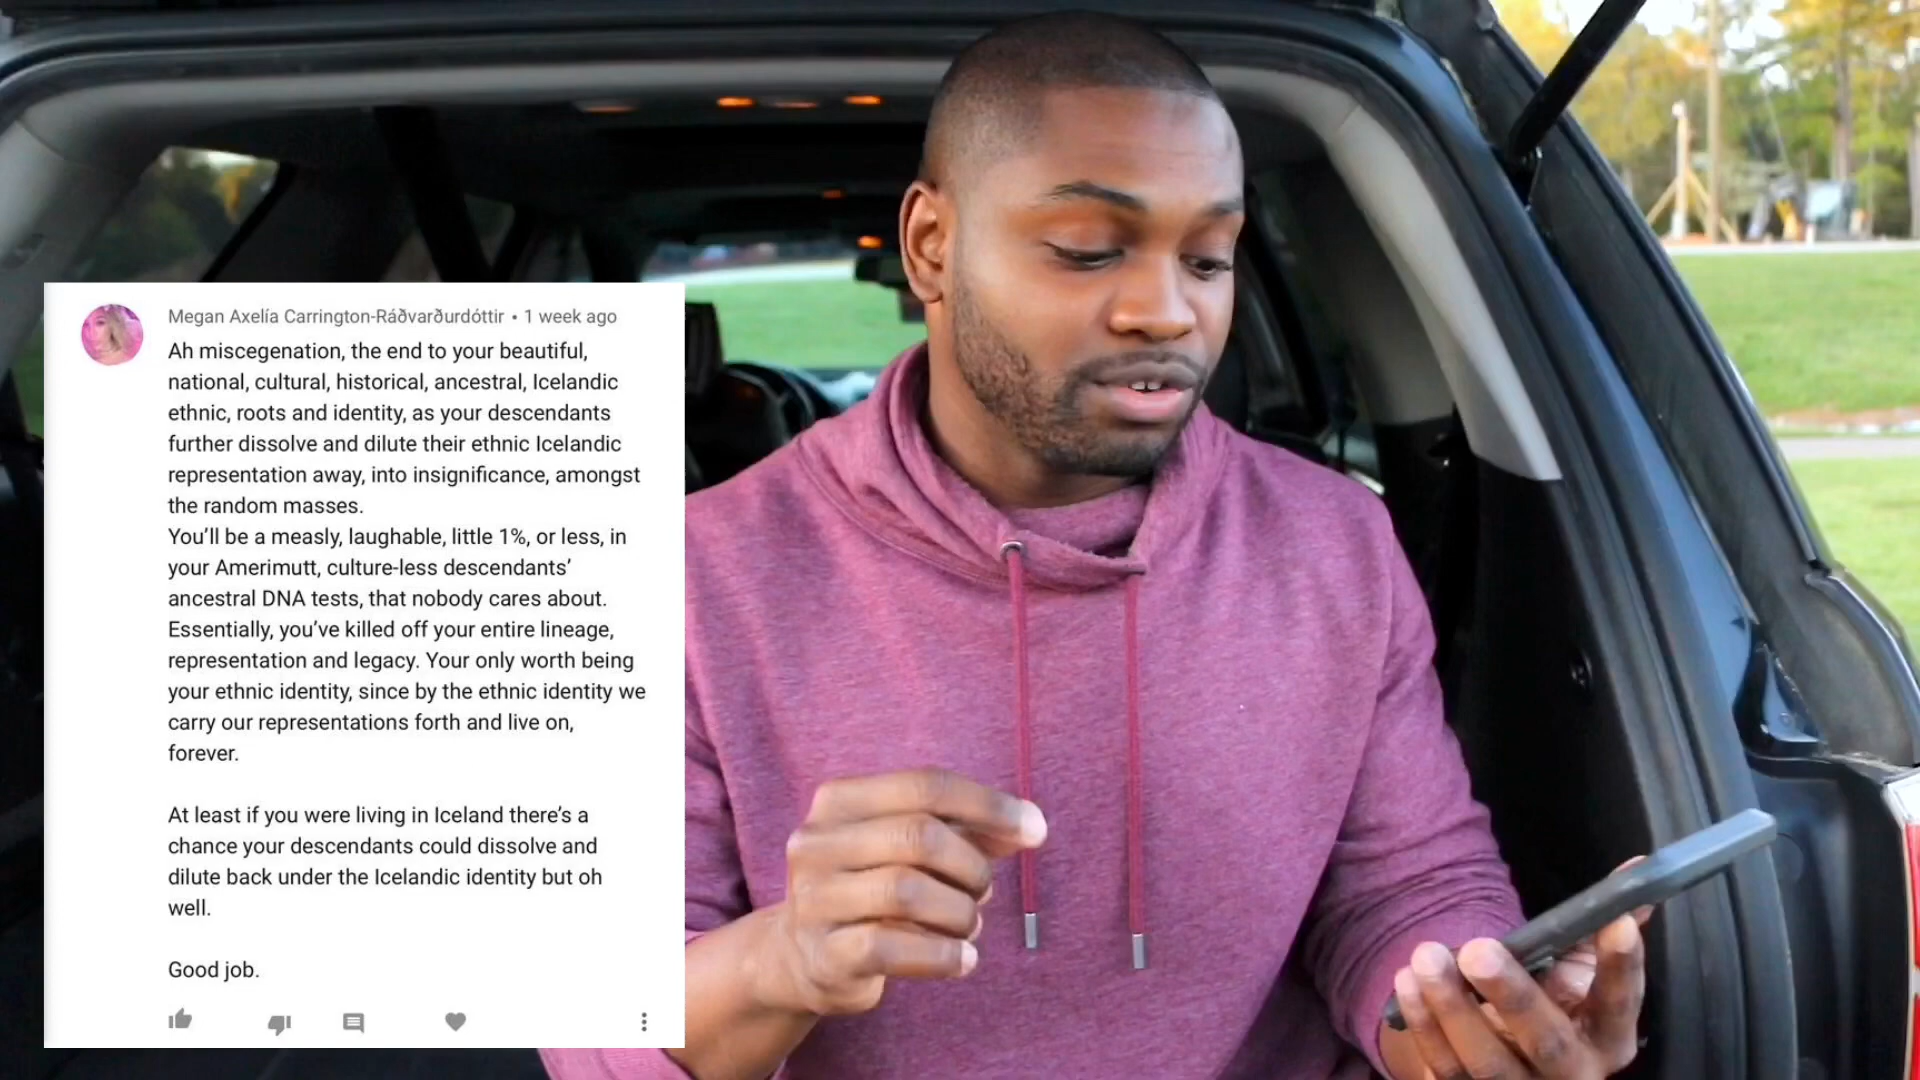 Megan Axelía Carrington-Ráðvarðurdóttir • 1 week ago
Ah miscegenation, the end to your beautiful,
national, cultural, historical, ancestral, Icelandic
ethnic, roots and identity, as your descendants
further dissolve and dilute their ethnic Icelandic
representation away, into insignificance, amongst
the random masses.
You’ll be a measly, laughable, little 1%, or less, in
your Amerimutt, culture-less descendants’
ancestral DNA tests, that nobody cares about.
Essentially, you’ve killed off your entire lineage,
representation and legacy. Your only worth being
your ethnic identity, since by the ethnic identity we
carry our representations forth and live on,
forever.
At least if you were living in Iceland there’s a
chance your descendants could dissolve and
dilute back under the Icelandic identity but oh
well.
Good job.